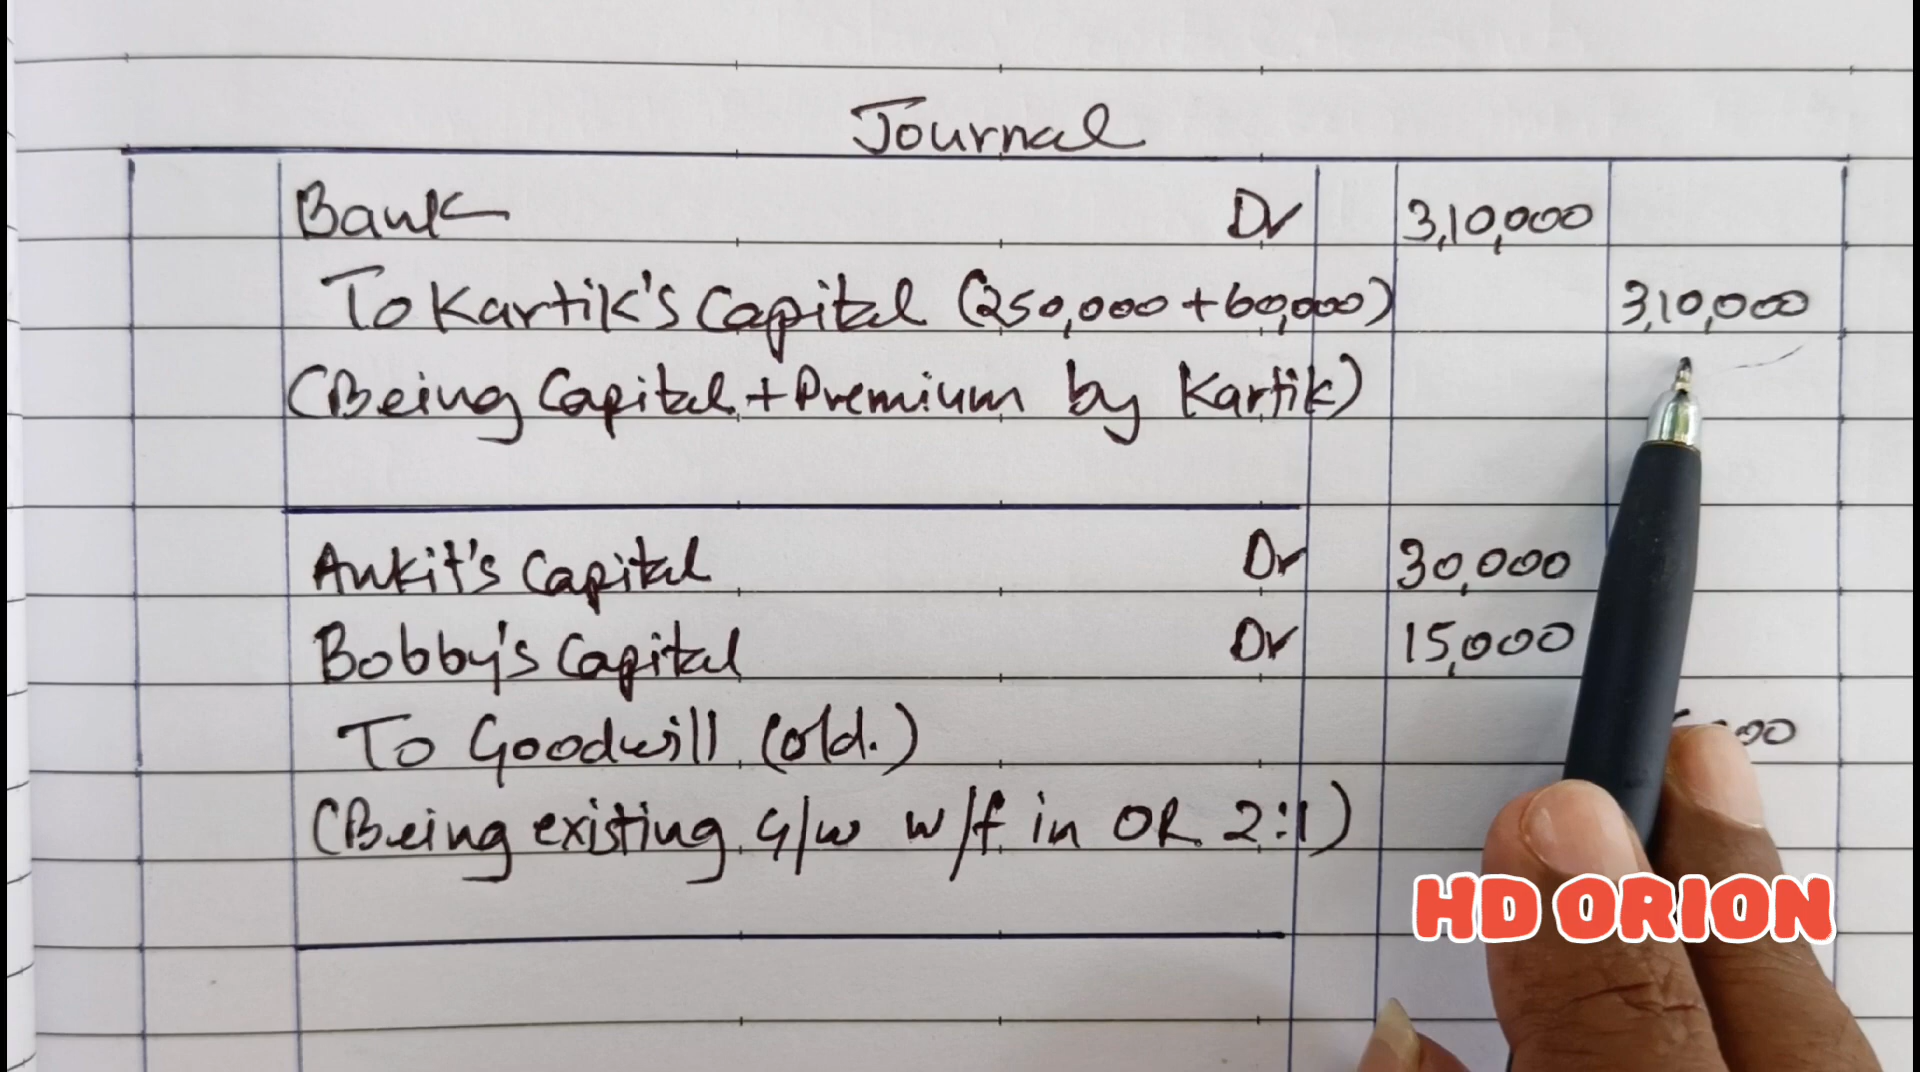 Journal
Bank Dr 3,10,000
To Kartik's Capital (250,000 + 60,000) 3,10,000
(Being Capital + Premium by Kartik)
Ankit's Capital Dr 30,000
Bobby's Capital Dr 15,000
To Goodwill (old.)
(Being existing G/w w/f in OR 2:1)
HD ORION